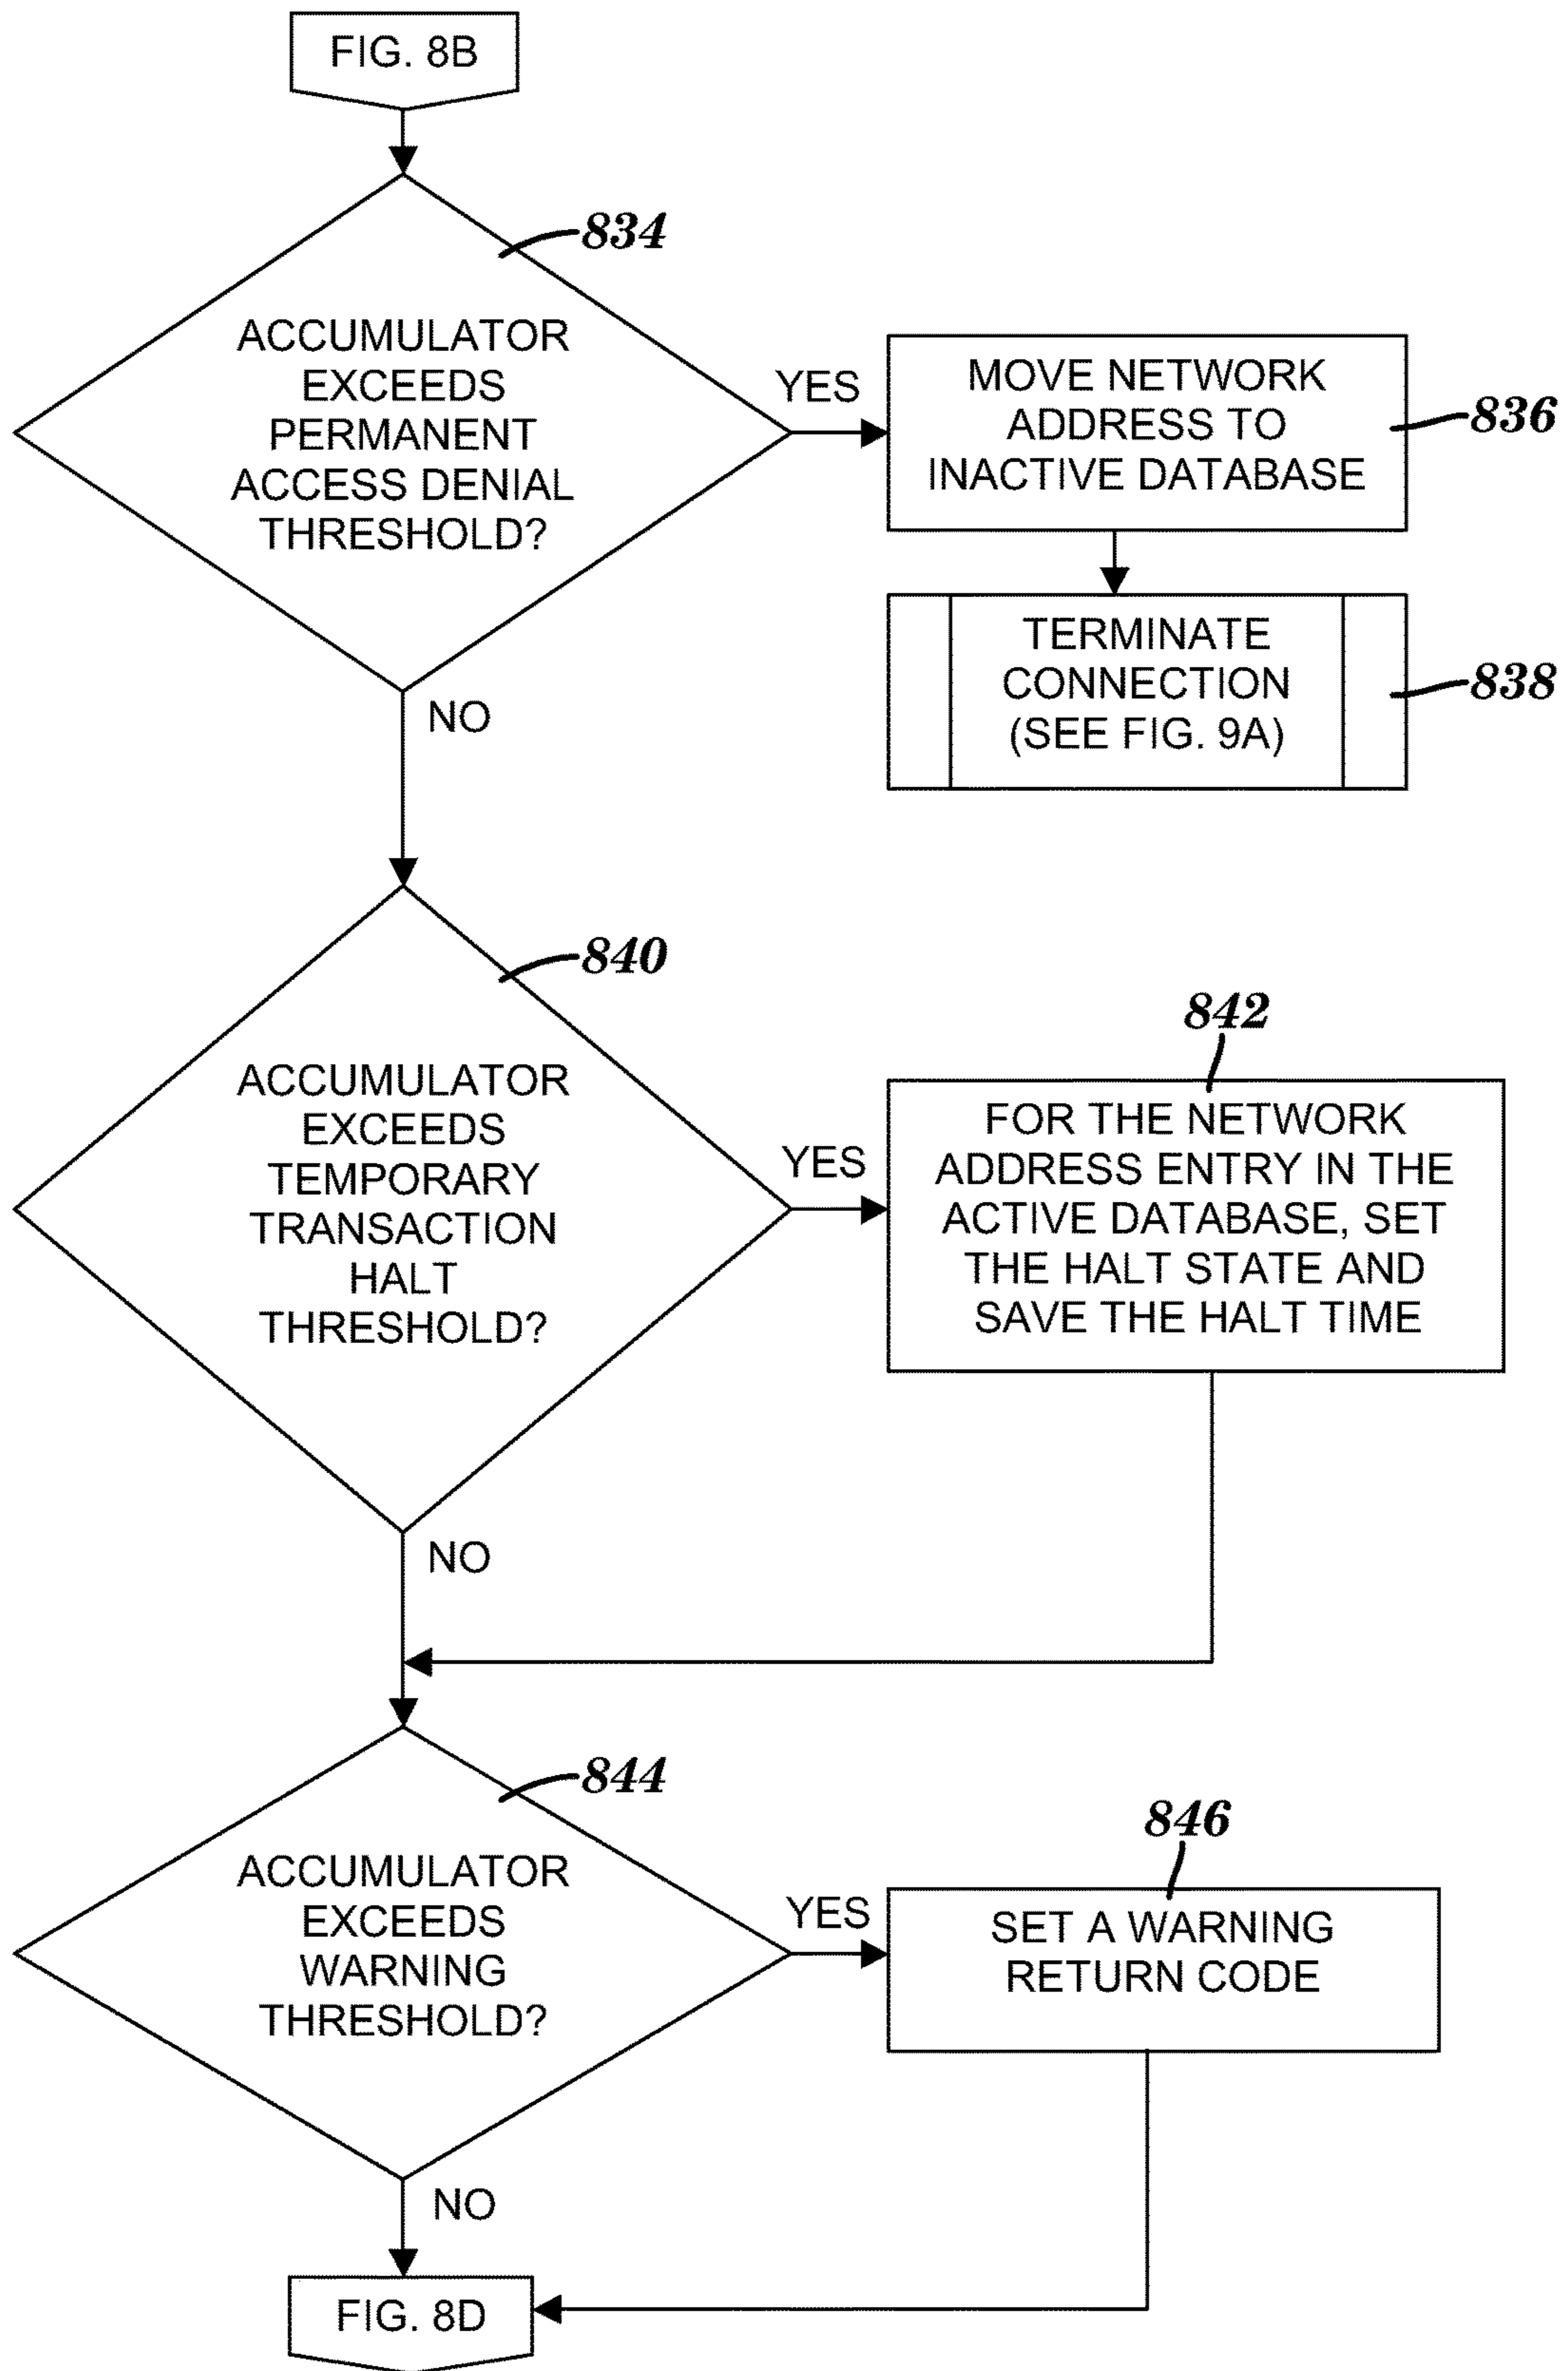 FIG. 8B
834
ACCUMULATOR
EXCEEDS
PERMANENT
ACCESS DENIAL
THRESHOLD?
YES
MOVE NETWORK
ADDRESS TO
INACTIVE DATABASE
836
TERMINATE
CONNECTION
(SEE FIG. 9A)
838
NO
840
ACCUMULATOR
EXCEEDS
TEMPORARY
TRANSACTION
HALT
THRESHOLD?
YES
842
FOR THE NETWORK
ADDRESS ENTRY IN THE
ACTIVE DATABASE, SET
THE HALT STATE AND
SAVE THE HALT TIME
NO
844
ACCUMULATOR
EXCEEDS
WARNING
THRESHOLD?
YES
846
SET A WARNING
RETURN CODE
NO
FIG. 8D